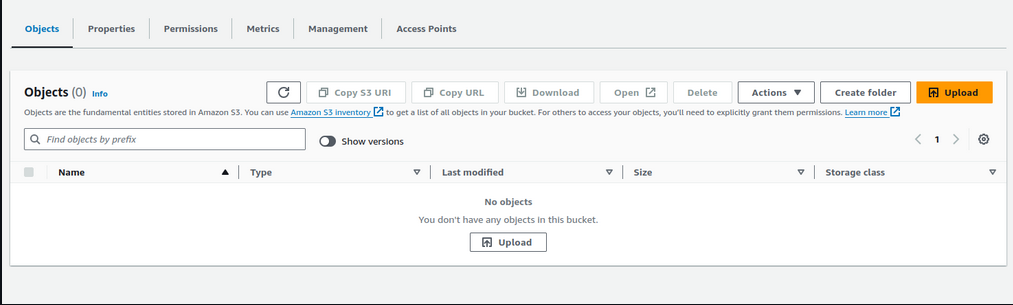 Objects Properties Permissions Metrics Management Access Points
Objects (0) Info Copy S3 URI Copy URL Download Open Delete Actions Create folder Upload
Objects are the fundamental entities stored in Amazon S3. You can use Amazon S3 inventory to get a list of all objects in your bucket. For others to access your objects, you'll need to explicitly grant them permissions. Learn more
Find objects by prefix Show versions 1
Name Type Last modified Size Storage class
No objects
You don't have any objects in this bucket.
Upload